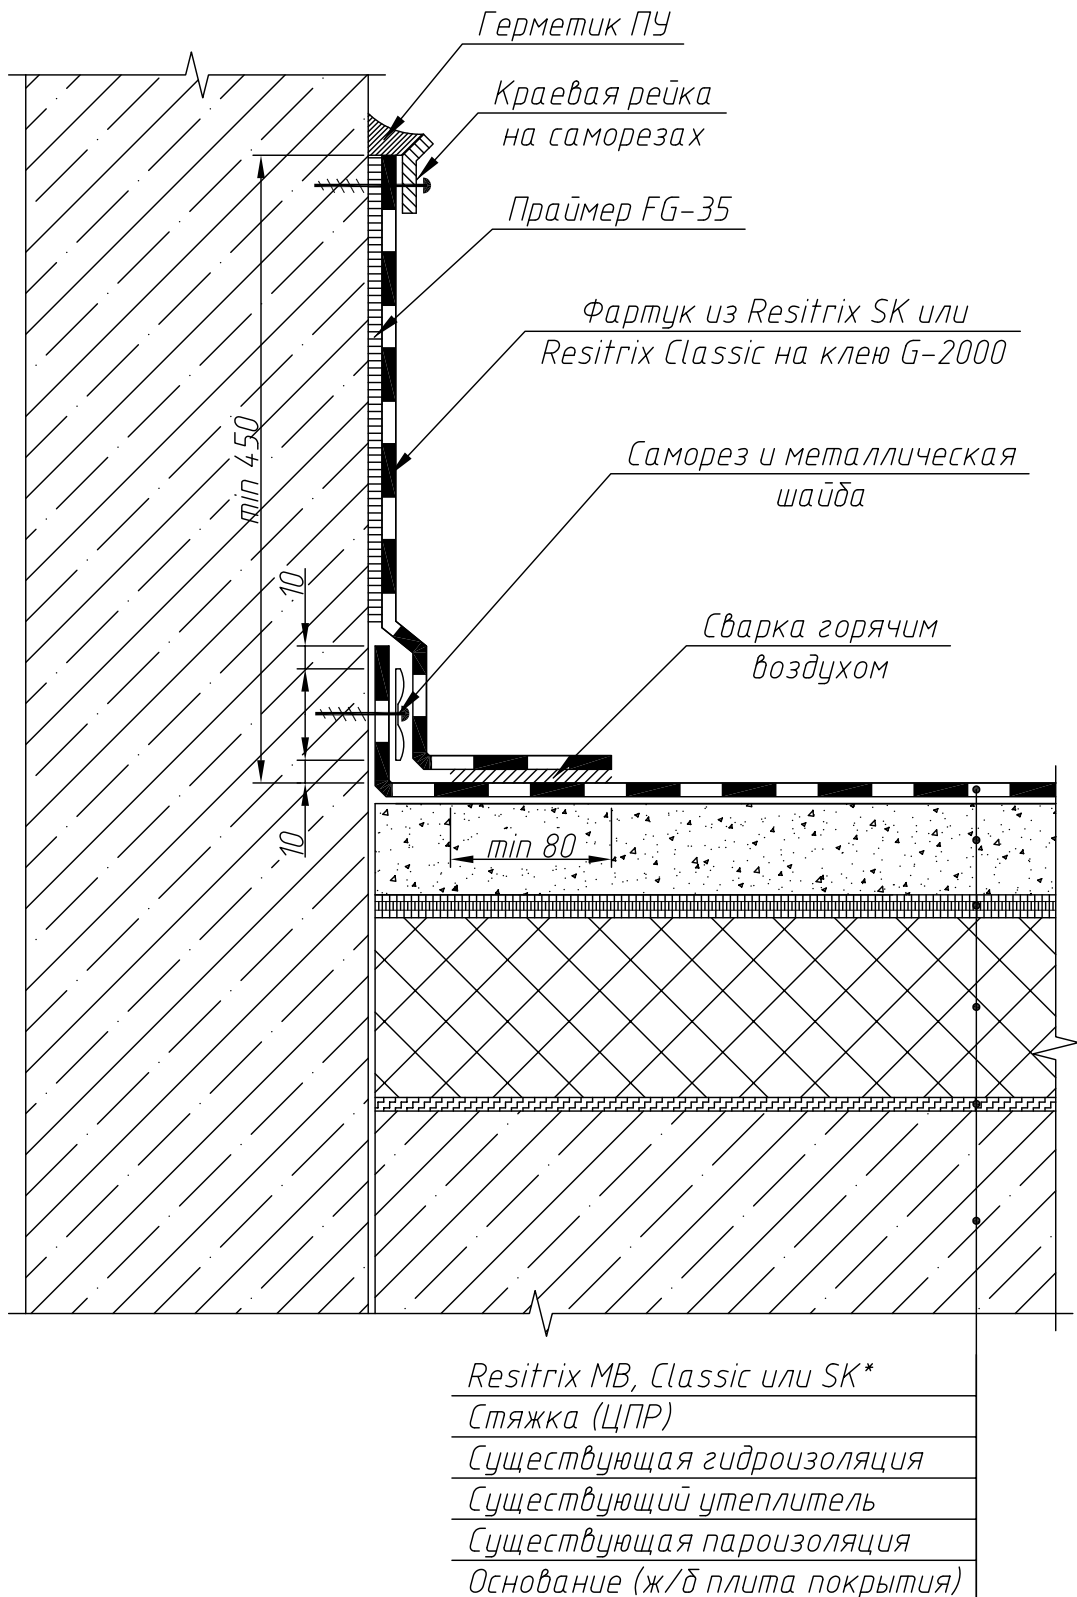 Герметик ПУ
Краевая рейка
на саморезах
Праймер FG-35
Фартук из Resitrix SK или
Resitrix Classic на клею G-2000
min 450
Саморез и металлическая
шайба
10
Сварка горячим
воздухом
10
min 80
Resitrix MB, Classic или SK*
Стяжка (ЦПР)
Существующая гидроизоляция
Существующий утеплитель
Существующая пароизоляция
Основание (ж/б плита покрытия)